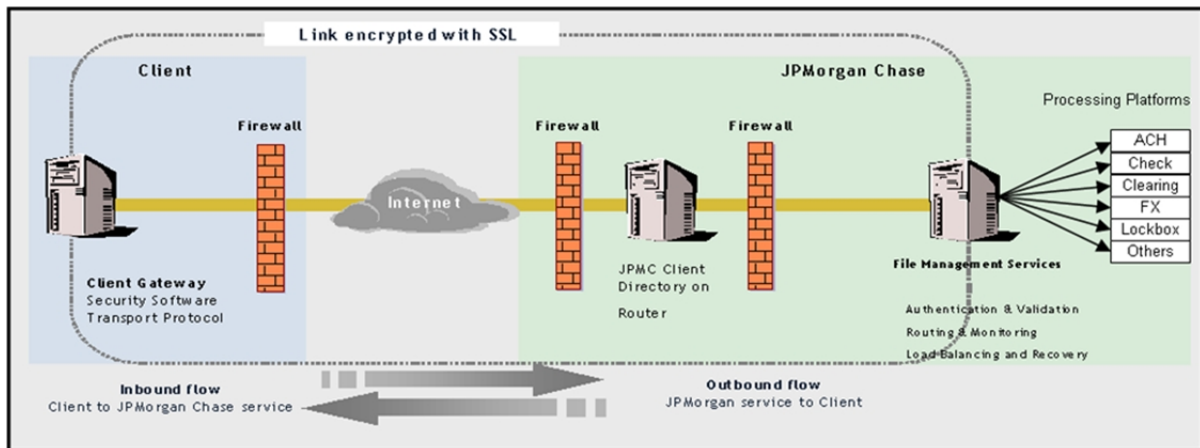 Link encrypted with SSL
Client
JPMorgan Chase
Processing Platforms
Firewall
Firewall
Firewall
ACH
Check
Clearing
FX
Lockbox
Others
Internet
Client Gateway
Security Software
Transport Protocol
JPMC Client
Directory on
Router
File Management Services
Authentication & Validation
Routing & Monitoring
Load Balancing and Recovery
Inbound flow
Client to JPMorgan Chase service
Outbound flow
JPMorgan service to Client